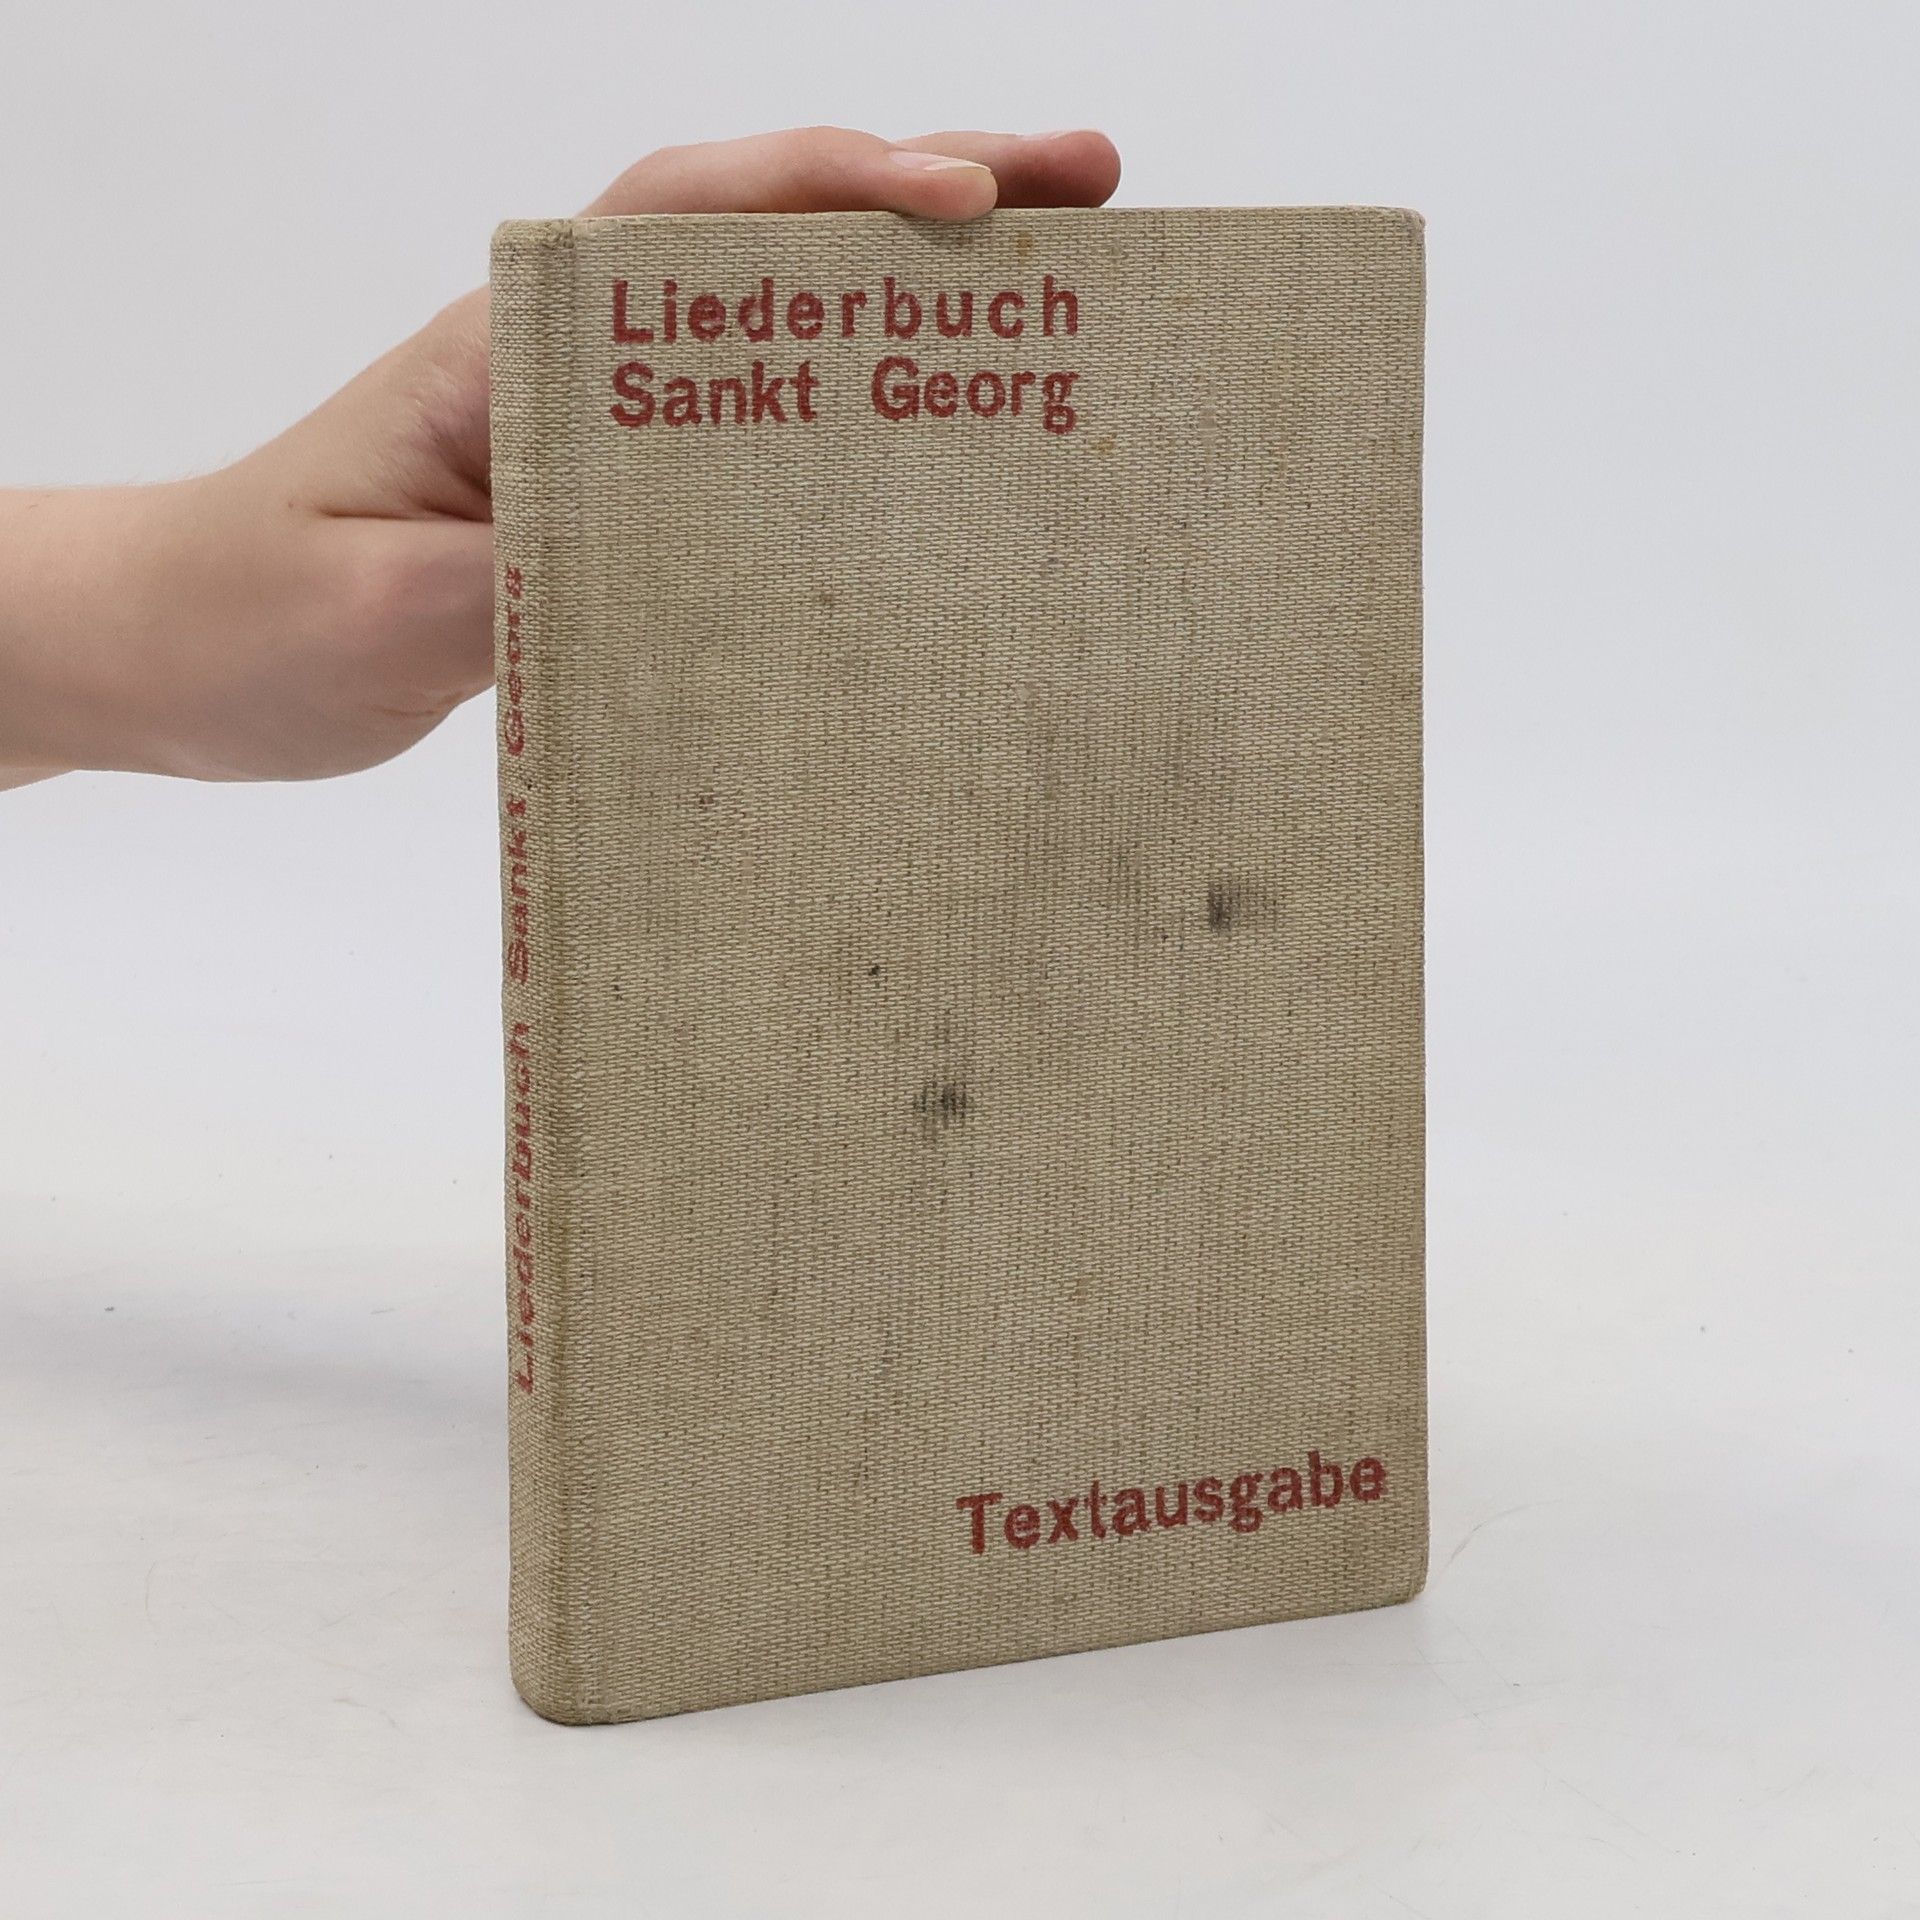 Liederbuch
Sankt Georg
Textausgabe
Liederbuch Sankt Georg